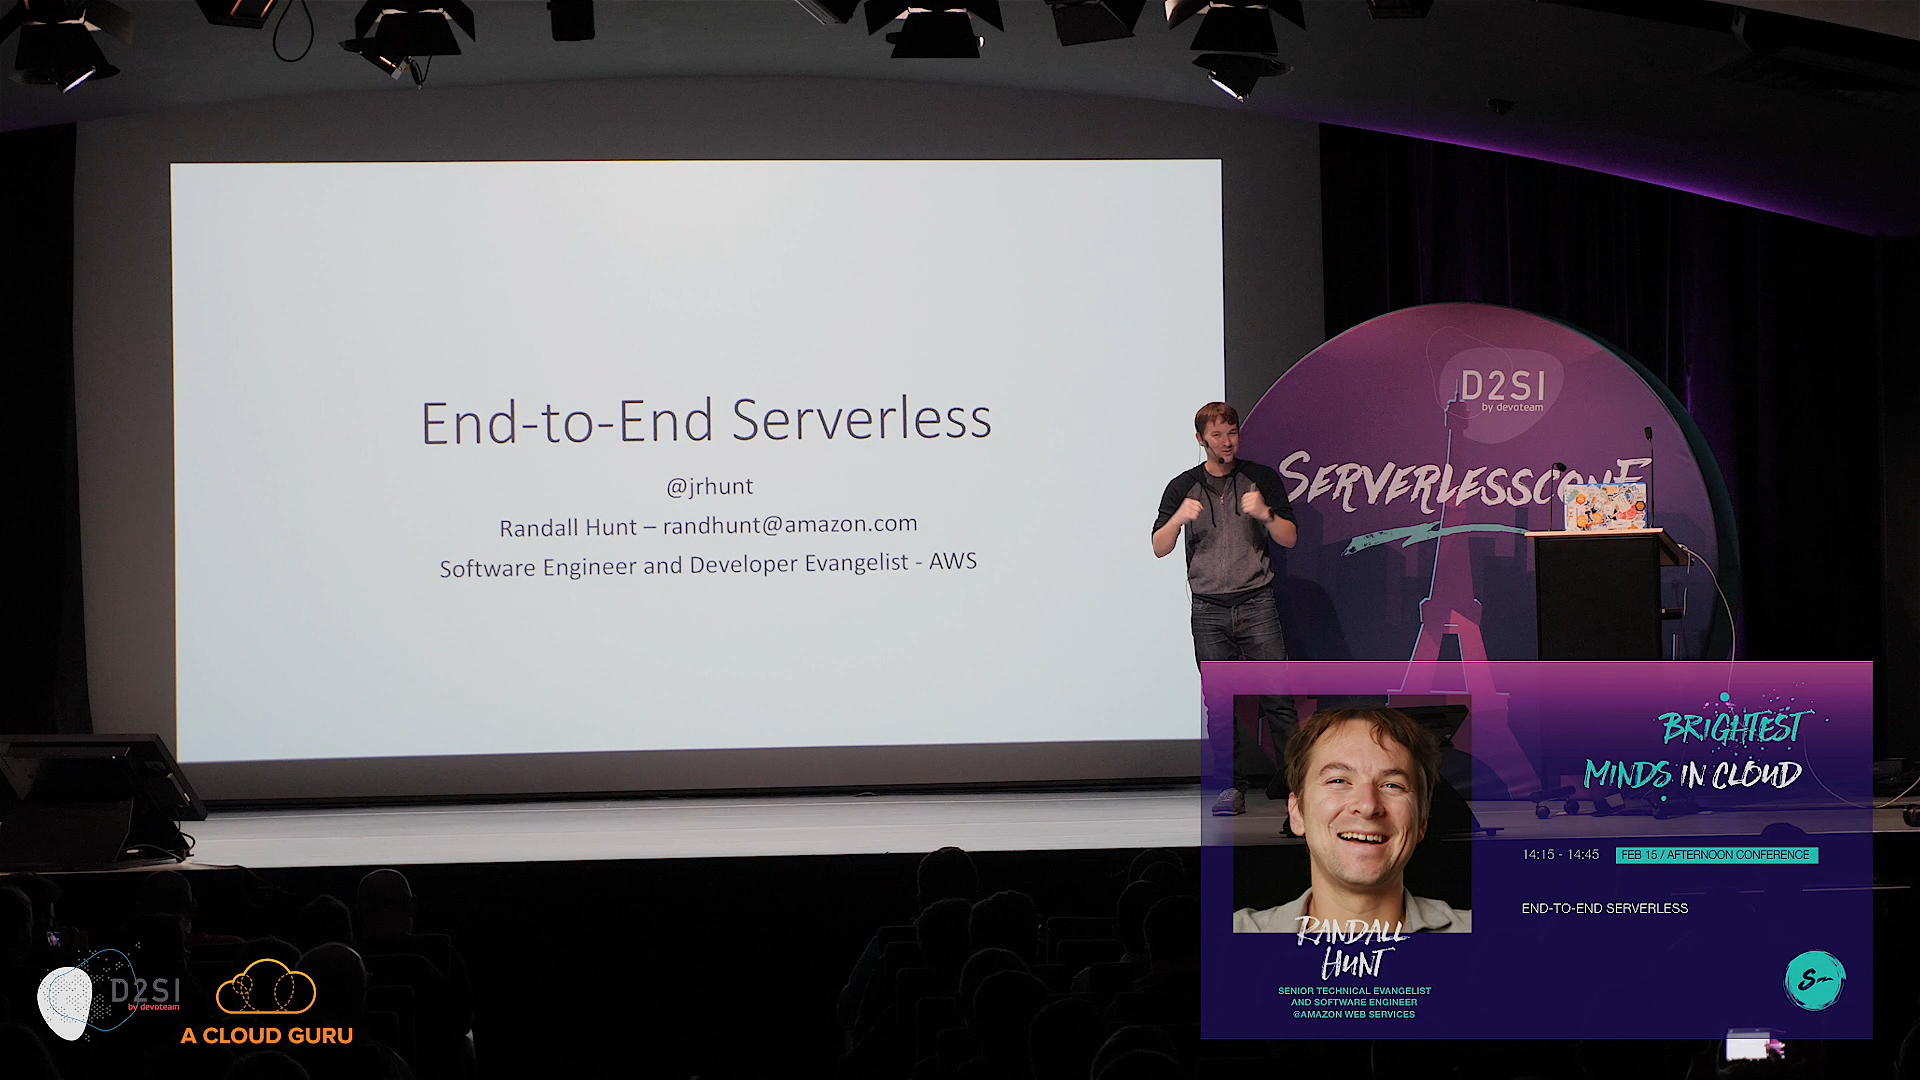 End-to-End Serverless
@jrhunt
Randall Hunt – randhunt@amazon.com
Software Engineer and Developer Evangelist - AWS
D2SI
by devoteam
SERVERLESSCONF
BRIGHTEST
MINDS IN CLOUD
14:15 - 14:45 FEB 15 / AFTERNOON CONFERENCE
END-TO-END SERVERLESS
RANDALL
HUNT
SENIOR TECHNICAL EVANGELIST
AND SOFTWARE ENGINEER
@AMAZON WEB SERVICES
S
D2SI
by devoteam
A CLOUD GURU